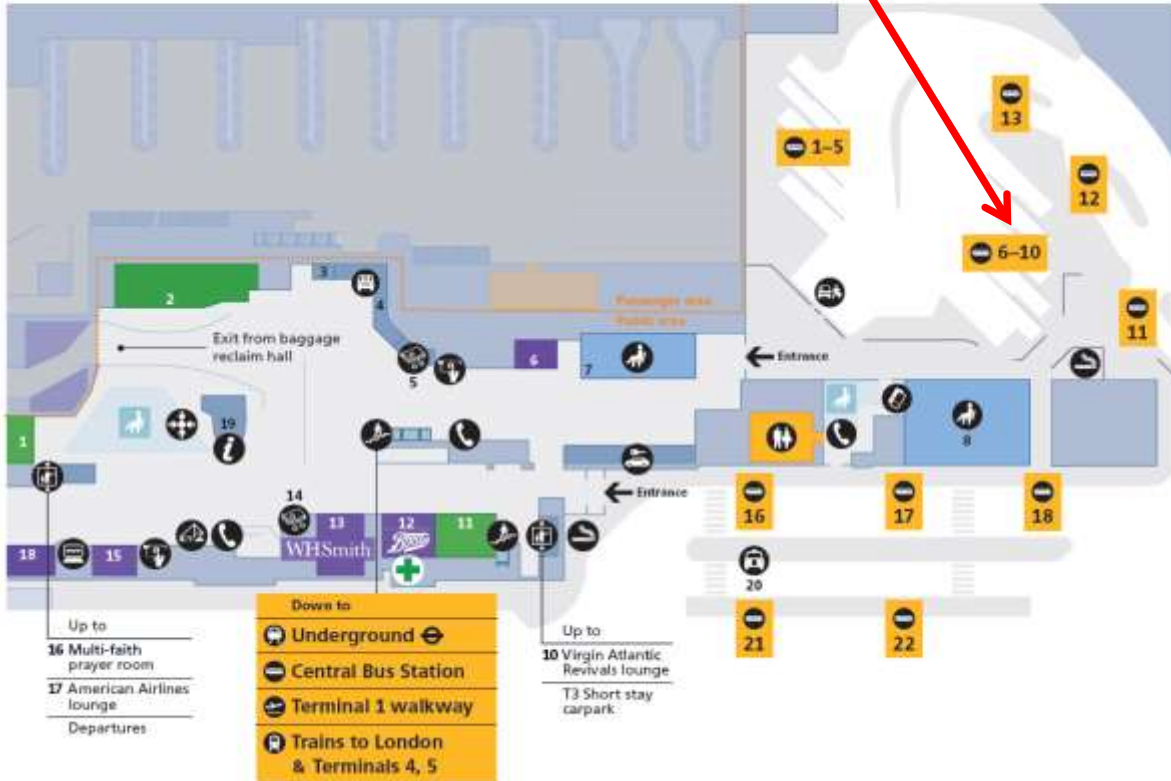 13
1–5
12
6–10
3
2
4
Passenger area
Public area
11
Exit from baggage
reclaim hall
5
6
7
Entrance
19
1
8
Entrance
14
16
17
18
13
12
11
WHSmith
Boots
18
15
20
21
22
Up to
16 Multi-faith
prayer room
17 American Airlines
lounge
Departures
Down to
Underground
Central Bus Station
Terminal 1 walkway
Trains to London
& Terminals 4, 5
Up to
10 Virgin Atlantic
Revivals lounge
T3 Short stay
carpark